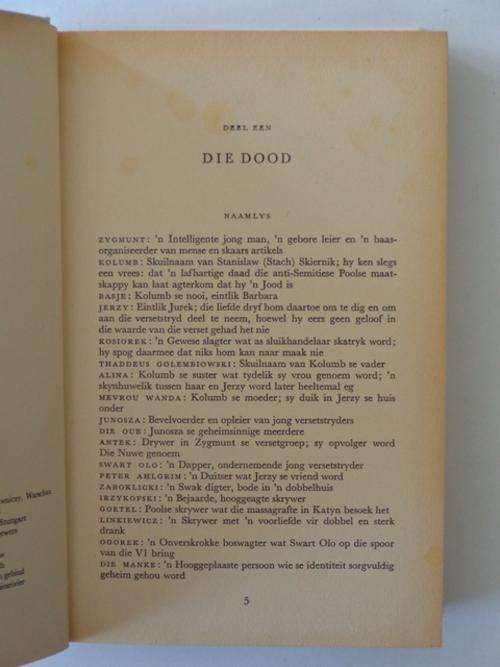 DEEL EEN
DIE DOOD
NAAMLYS
ZYGMUNT: 'n Intelligente jong man, 'n gebore leier en 'n baas-
organiseerder van mense en skaars artikels
KOLUMB: Skuilnaam van Stanislaw (Stach) Skiernik; hy ken slegs
een vrees: dat 'n lafhartige daad die anti-Semitiese Poolse maat-
skappy kan laat agterkom dat hy 'n Jood is
BASJE: Kolumb se nooi, eintlik Barbara
JERZY: Eintlik Jurek; die liefde dryf hom daartoe om te dig en om
aan die versetstryd deel te neem, hoewel hy eers geen geloof in
die waarde van die verset gehad het nie
KOSIOREK: 'n Gewese slagter wat as sluikhandelaar skatryk word;
hy spog daarmee dat niks hom kan naar maak nie
THADDEUS GOLEMBIOWSKI: Skuilnaam van Kolumb se vader
ALINA: Kolumb se suster wat tydelik sy vrou genoem word; 'n
skynhuwelik tussen haar en Jerzy word later heeltemal eg
MEVROU WANDA: Kolumb se moeder; sy duik in Jerzy se huis
onder
JUNOSZA: Bevelvoerder en opleier van jong versetstryders
DIE OUE: Junosza se geheimsinnige meerdere
ANTEK: Drywer in Zygmunt se versetgroep; sy opvolger word
Die Nuwe genoem
SWART OLO: 'n Dapper, ondernemende jong versetstryder
PETER AHLGRIM: 'n Duitser wat Jerzy se vriend word
ZABOKLICKI: 'n Swak digter, bode in 'n dobbelhuis
IRZYKOPSKI: 'n Bejaarde, hooggeagte skrywer
GOETEL: Poolse skrywer wat die massagrafte in Katyn besoek het
LINKIEWICZ: 'n Skrywer met 'n voorliefde vir dobbel en sterk
drank
OGOREK: 'n Onverskrokke boswagter wat Swart Olo op die spoor
van die V1 bring
DIE MANKE: 'n Hooggeplaaste persoon wie se identiteit sorgvuldig
geheim gehou word
5
Warschau
Stuttgart